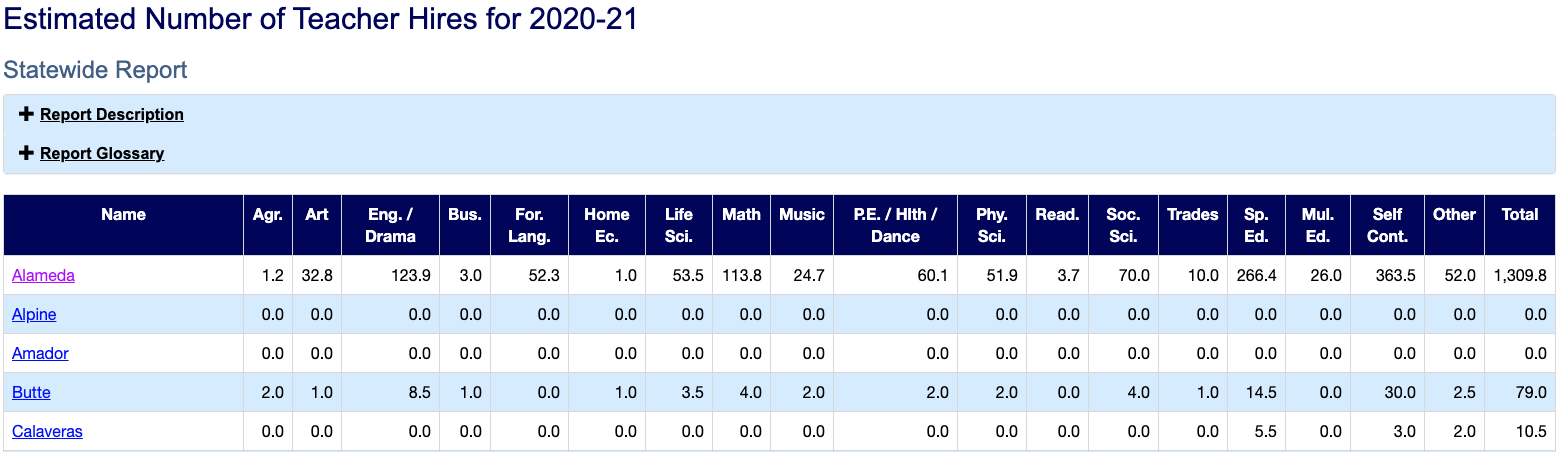 Estimated Number of Teacher Hires for 2020-21
Statewide Report
+ Report Description
+ Report Glossary
Name Agr. Art Eng. / Drama Bus. For. Lang. Home Ec. Life Sci. Math Music P.E. / Hlth / Dance Phy. Sci. Read. Soc. Sci. Trades Sp. Ed. Mul. Ed. Self Cont. Other Total
Alameda 1.2 32.8 123.9 3.0 52.3 1.0 53.5 113.8 24.7 60.1 51.9 3.7 70.0 10.0 266.4 26.0 363.5 52.0 1,309.8
Alpine 0.0 0.0 0.0 0.0 0.0 0.0 0.0 0.0 0.0 0.0 0.0 0.0 0.0 0.0 0.0 0.0 0.0 0.0 0.0
Amador 0.0 0.0 0.0 0.0 0.0 0.0 0.0 0.0 0.0 0.0 0.0 0.0 0.0 0.0 0.0 0.0 0.0 0.0 0.0
Butte 2.0 1.0 8.5 1.0 0.0 1.0 3.5 4.0 2.0 2.0 2.0 0.0 4.0 1.0 14.5 0.0 30.0 2.5 79.0
Calaveras 0.0 0.0 0.0 0.0 0.0 0.0 0.0 0.0 0.0 0.0 0.0 0.0 0.0 0.0 5.5 0.0 3.0 2.0 10.5